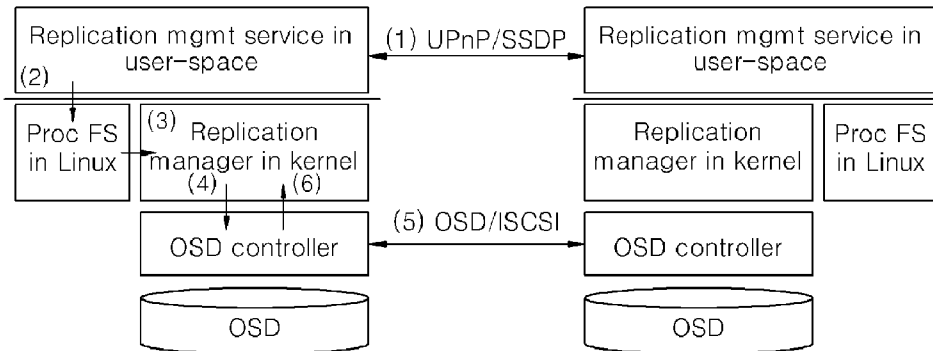 Replication mgmt service in
user-space
(1) UPnP/SSDP
Replication mgmt service in
user-space
(2)
Proc FS
in Linux
(3)
Replication
manager in kernel
(4)
(6)
Replication
manager in kernel
Proc FS
in Linux
OSD controller
(5) OSD/ISCSI
OSD controller
OSD
OSD